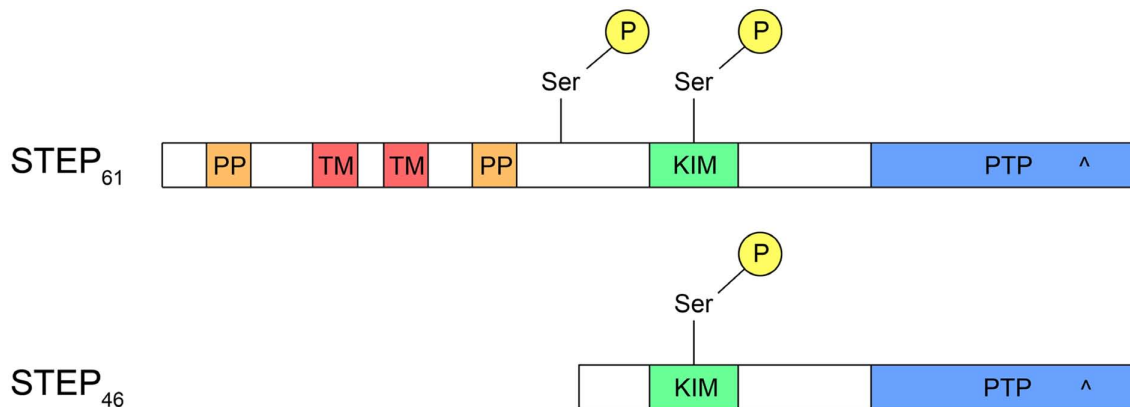 P P
Ser Ser
STEP61 PP TM TM PP KIM PTP ^
P
Ser
STEP46 KIM PTP ^